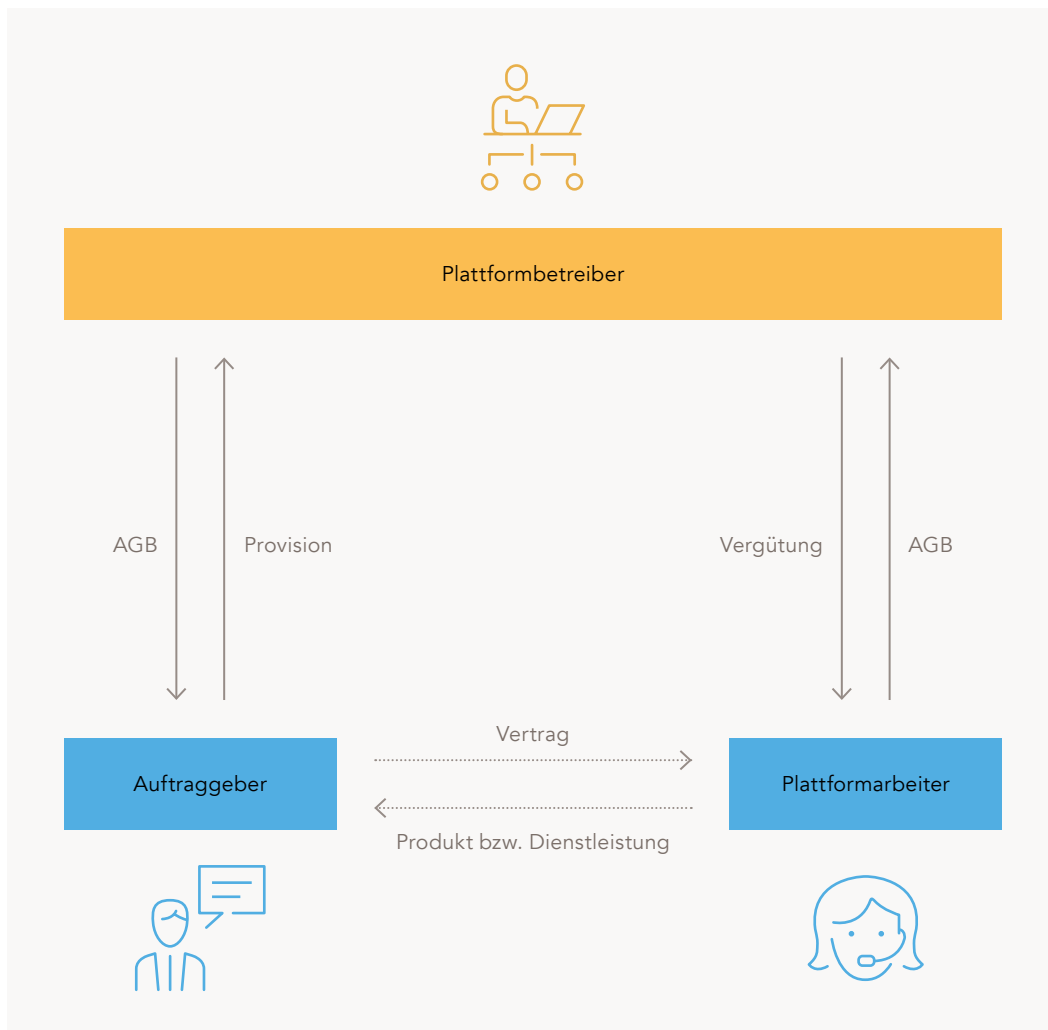 Plattformbetreiber
AGB
Provision
Vergütung
AGB
Vertrag
Auftraggeber
Plattformarbeiter
Produkt bzw. Dienstleistung